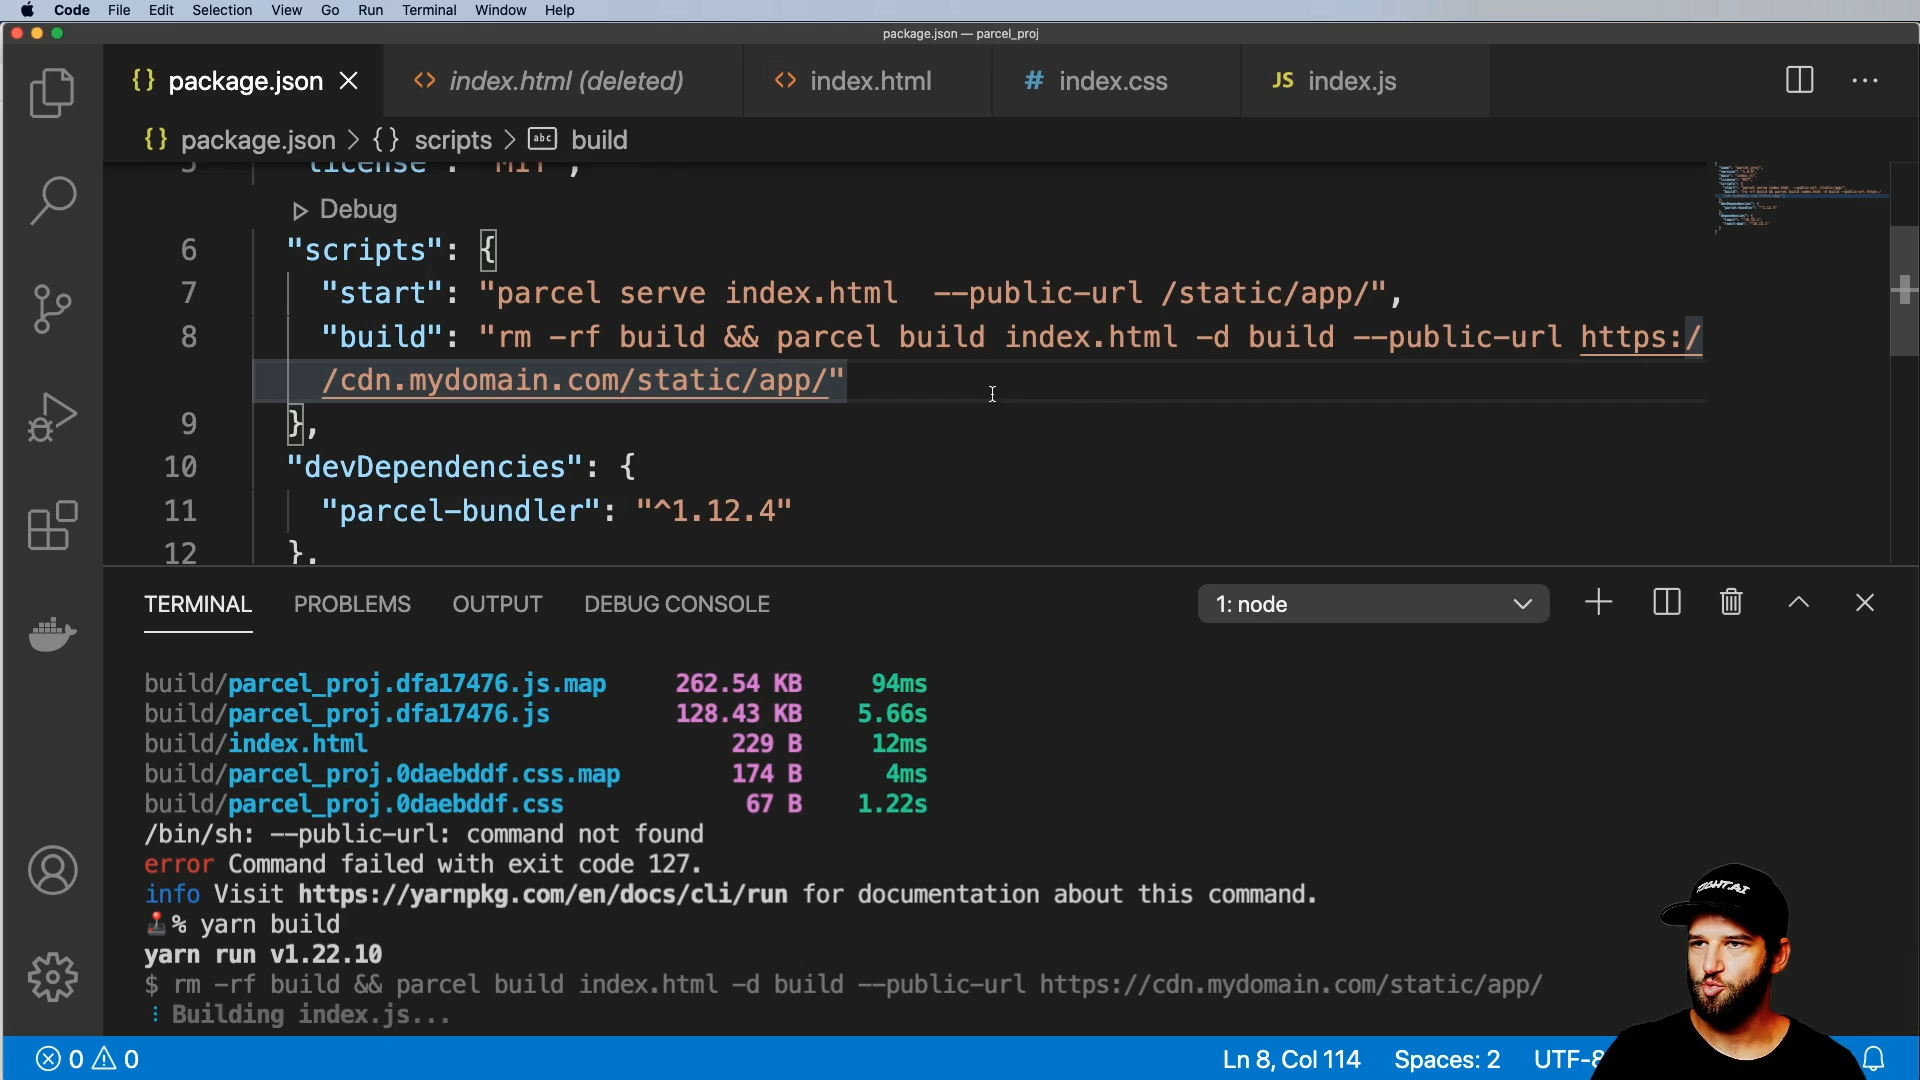 Code File Edit Selection View Go Run Terminal Window Help
package.json — parcel_proj
{} package.json × <> index.html (deleted) <> index.html # index.css JS index.js ···
{} package.json > {} scripts > abc build
5 "license": "MIT",
Debug
6 "scripts": {
7 "start": "parcel serve index.html  --public-url /static/app/",
8 "build": "rm -rf build && parcel build index.html -d build --public-url https:/
/cdn.mydomain.com/static/app/"
9 },
10 "devDependencies": {
11 "parcel-bundler": "^1.12.4"
12 },
TERMINAL PROBLEMS OUTPUT DEBUG CONSOLE 1: node
build/parcel_proj.dfa17476.js.map 262.54 KB 94ms
build/parcel_proj.dfa17476.js 128.43 KB 5.66s
build/index.html 229 B 12ms
build/parcel_proj.0daebddf.css.map 174 B 4ms
build/parcel_proj.0daebddf.css 67 B 1.22s
/bin/sh: --public-url: command not found
error Command failed with exit code 127.
info Visit https://yarnpkg.com/en/docs/cli/run for documentation about this command.
% yarn build
yarn run v1.22.10
$ rm -rf build && parcel build index.html -d build --public-url https://cdn.mydomain.com/static/app/
Building index.js...
0 0 Ln 8, Col 114 Spaces: 2 UTF-8